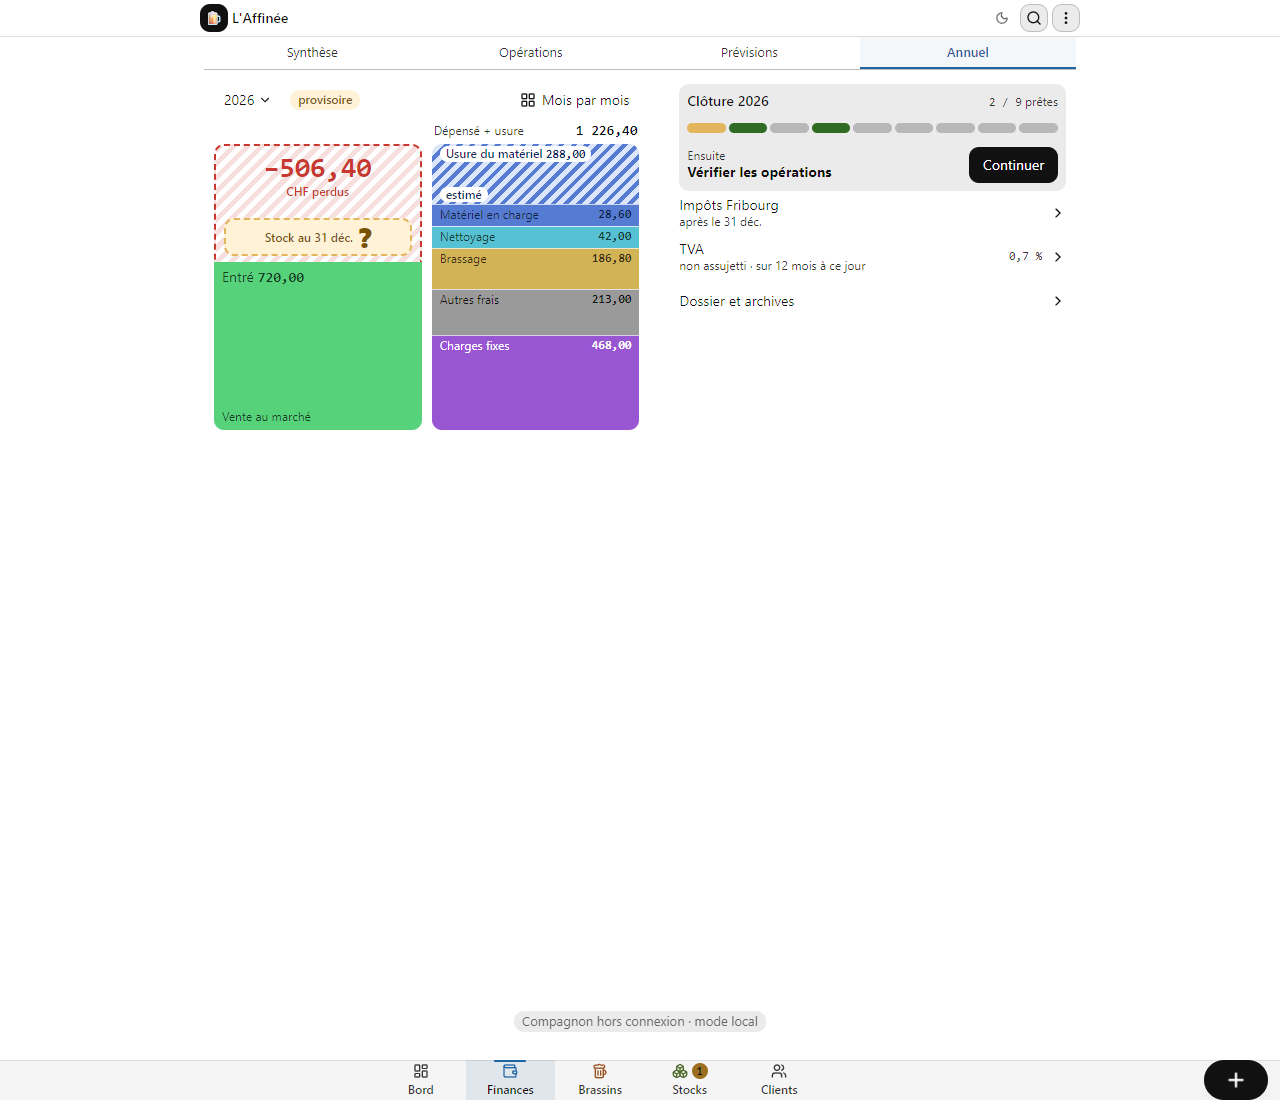 L'Affinée
Synthèse
Opérations
Prévisions
Annuel
2026
provisoire
Mois par mois
Dépensé + usure 1 226,40
−506,40
CHF perdus
Stock au 31 déc. ?
Entré 720,00
Vente au marché
Usure du matériel 288,00
estimé
Matériel en charge 28,60
Nettoyage 42,00
Brassage 186,80
Autres frais 213,00
Charges fixes 468,00
Clôture 2026
2 / 9 prêtes
Ensuite
Vérifier les opérations
Continuer
Impôts Fribourg
après le 31 déc.
TVA
non assujetti · sur 12 mois à ce jour
0,7 %
Dossier et archives
Compagnon hors connexion · mode local
Bord
Finances
Brassins
1
Stocks
Clients